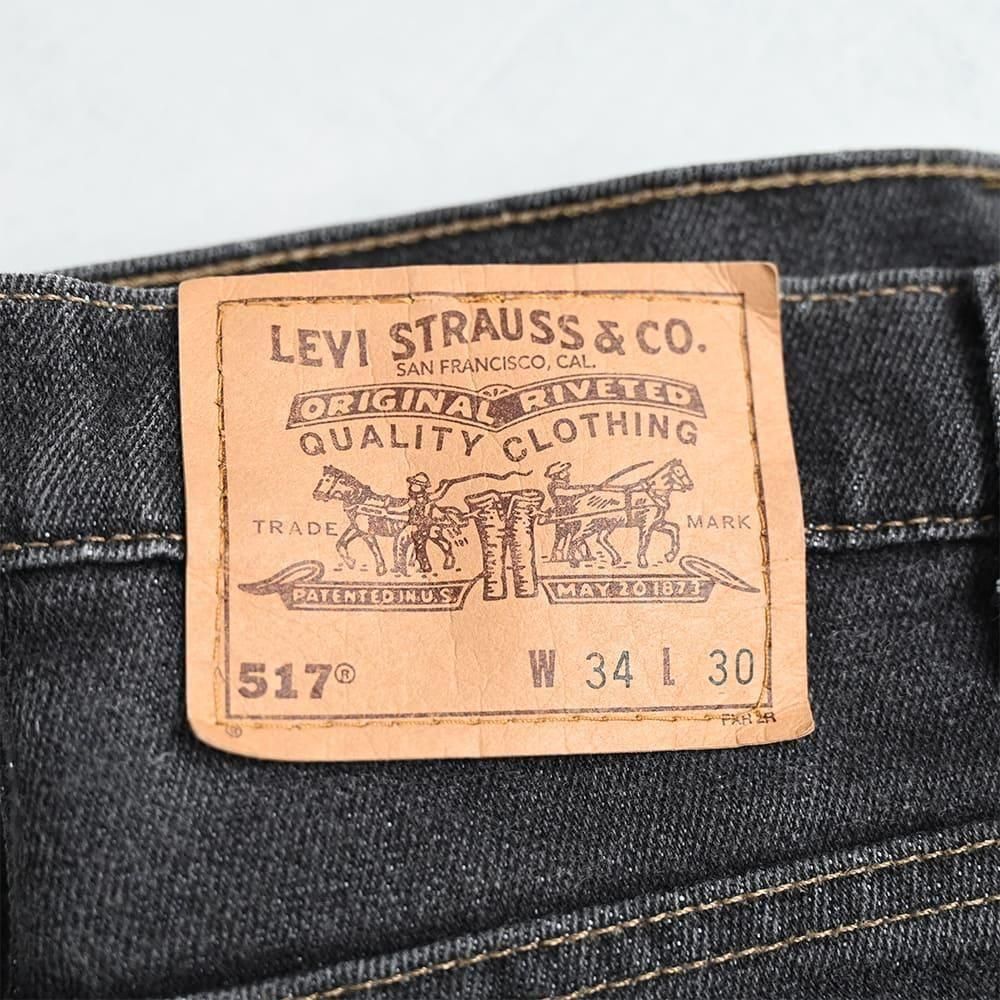 LEVI STRAUSS & CO.
SAN FRANCISCO, CAL.
ORIGINAL RIVETED
QUALITY CLOTHING
TRADE MARK
PATENTED IN U.S. MAY 20 1873
517® W 34 L 30
®